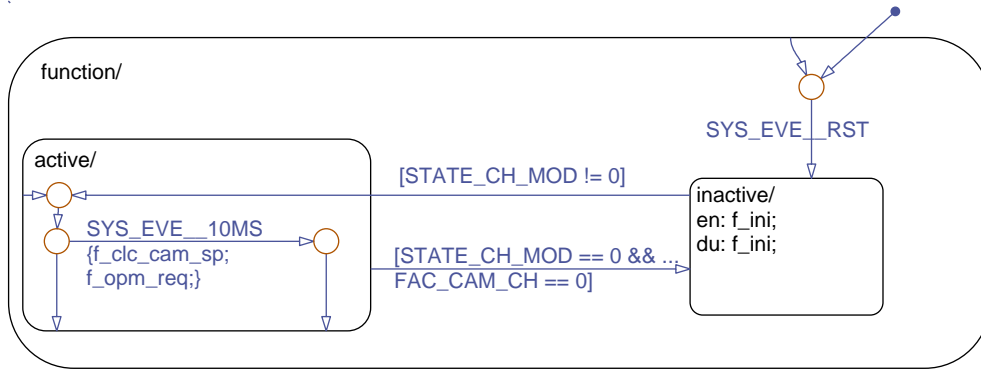 function/
SYS_EVE__RST
active/
[STATE_CH_MOD != 0]
inactive/
en: f_ini;
du: f_ini;
SYS_EVE__10MS
{f_clc_cam_sp;
f_opm_req;}
[STATE_CH_MOD == 0 && ...
FAC_CAM_CH == 0]